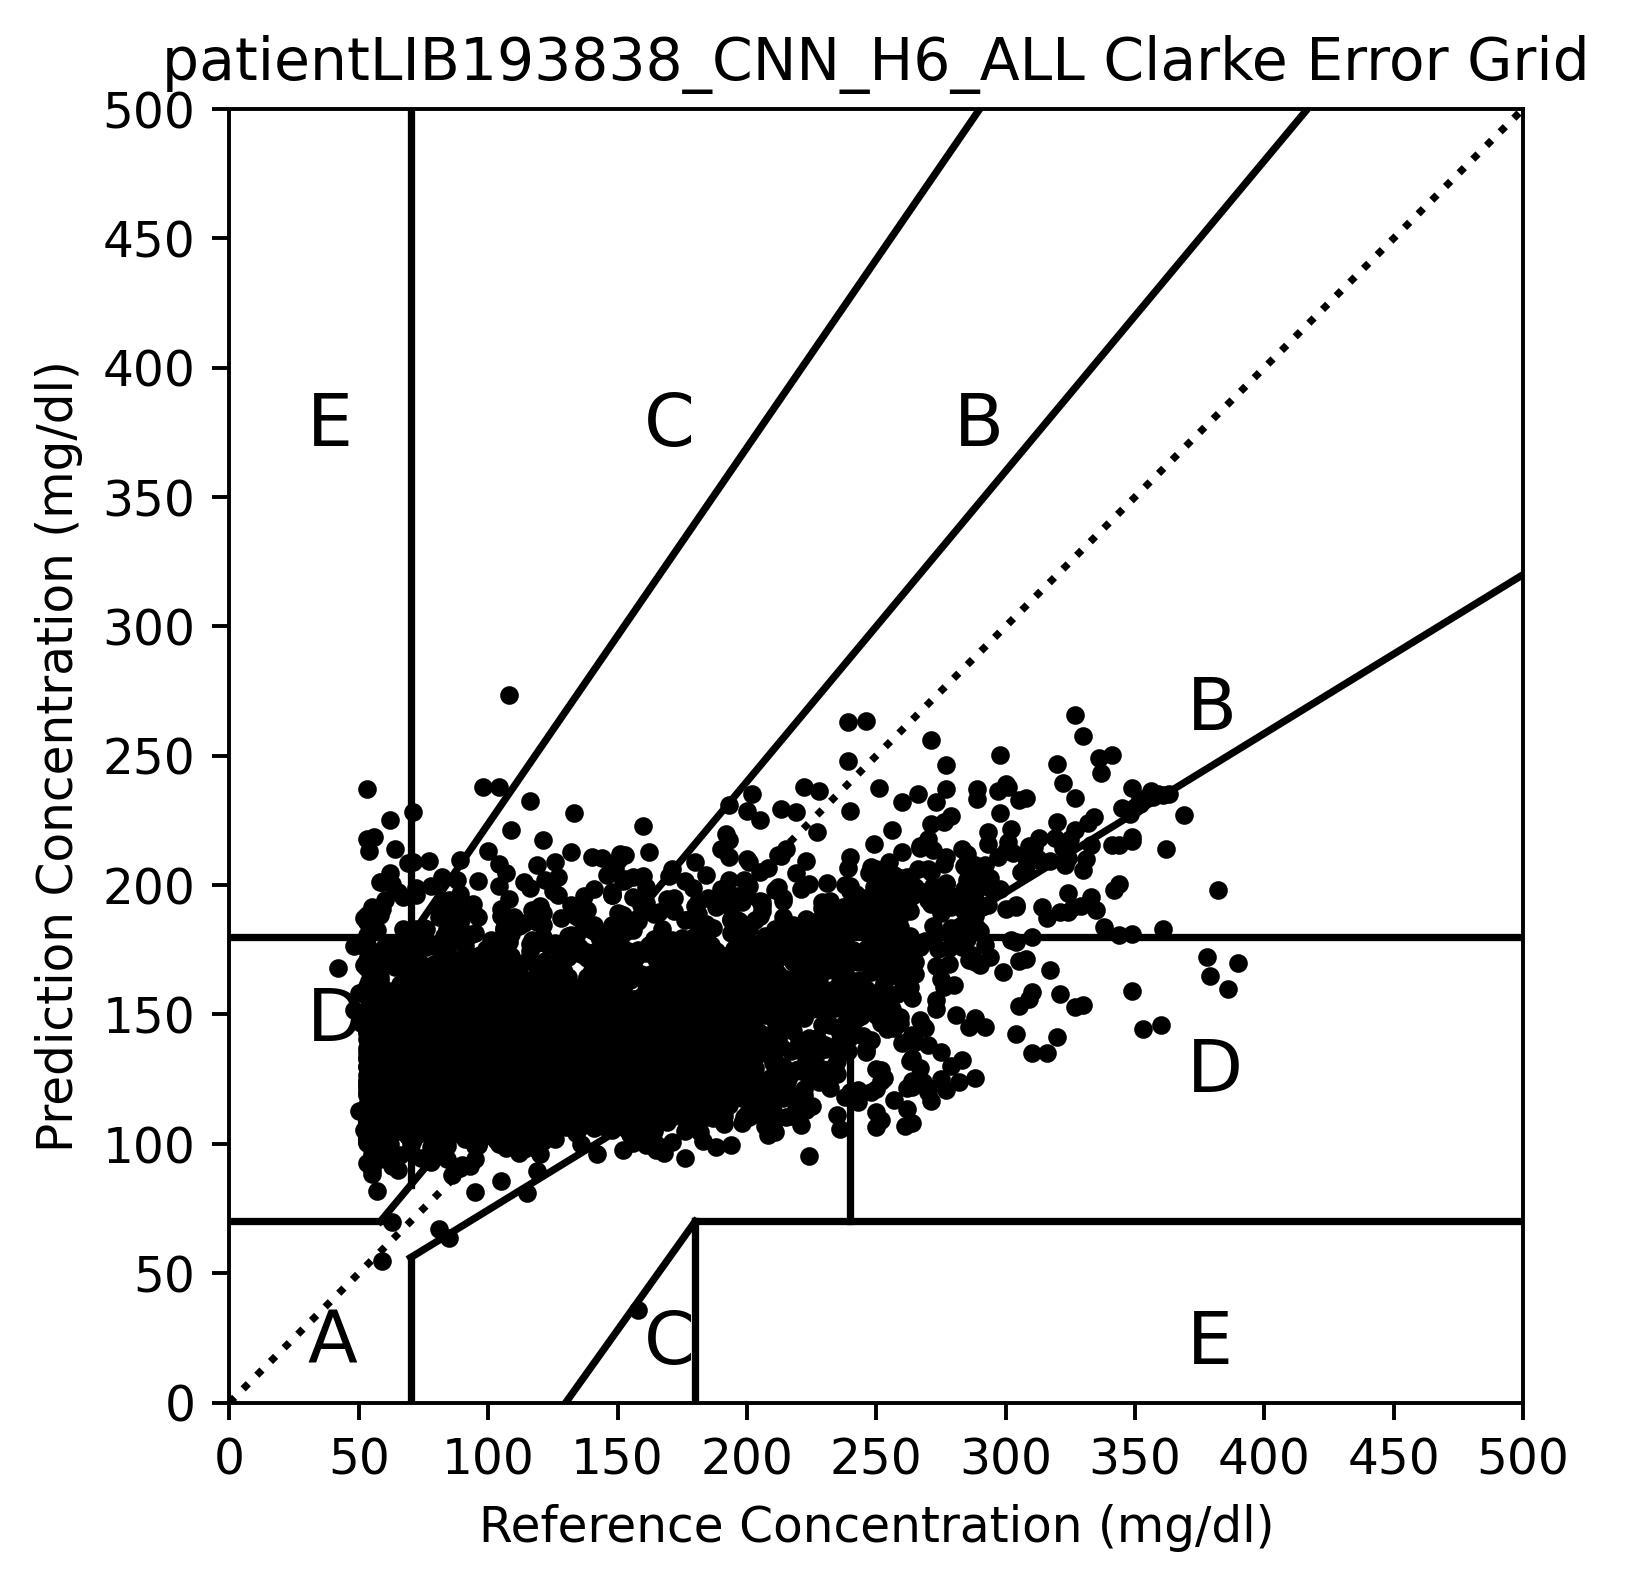 patientLIB193838_CNN_H6_ALL Clarke Error Grid
500
450
400
350
300
250
200
150
100
50
0
Prediction Concentration (mg/dl)
E
C
B
B
D
D
A
C
E
0 50 100 150 200 250 300 350 400 450 500
Reference Concentration (mg/dl)